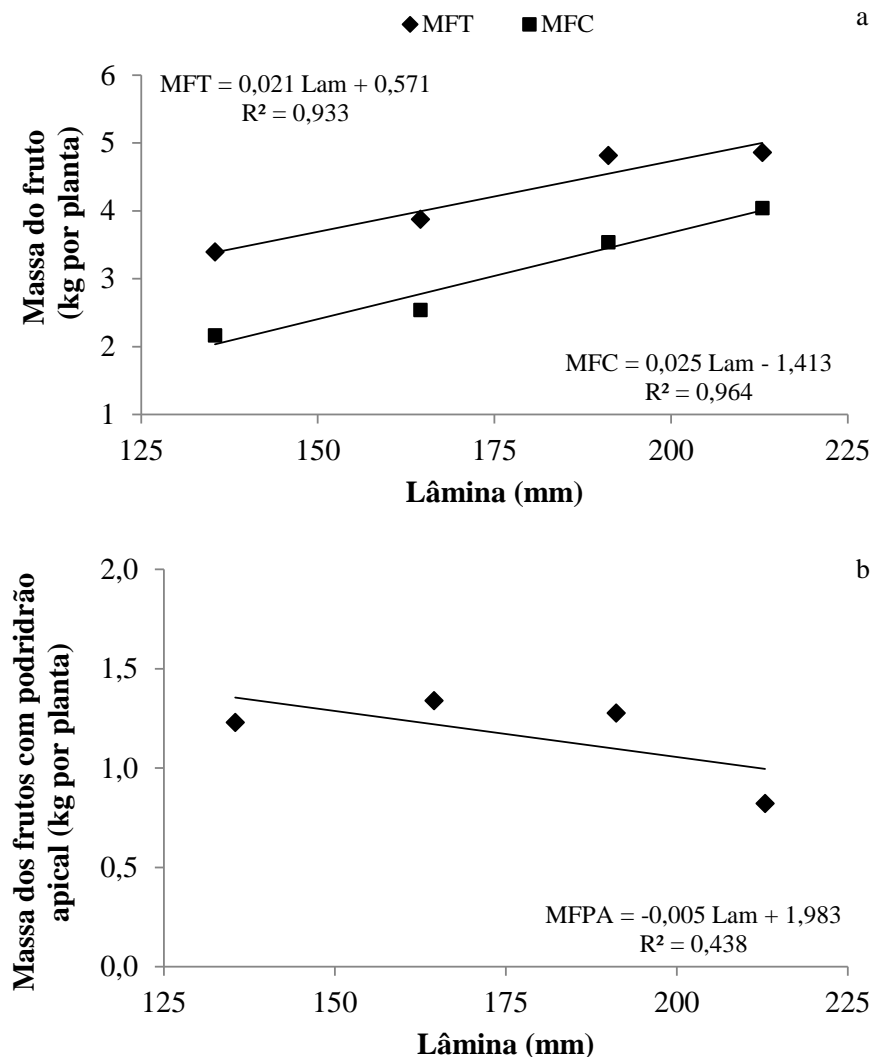 MFT MFC
a
MFT = 0,021 Lam + 0,571
R² = 0,933
6
5
4
3
2
1
Massa do fruto
(kg por planta)
MFC = 0,025 Lam - 1,413
R² = 0,964
125 150 175 200 225
Lâmina (mm)
b
2,0
1,5
1,0
0,5
0,0
Massa dos frutos com podridrão
apical (kg por planta)
MFPA = -0,005 Lam + 1,983
R² = 0,438
125 150 175 200 225
Lâmina (mm)